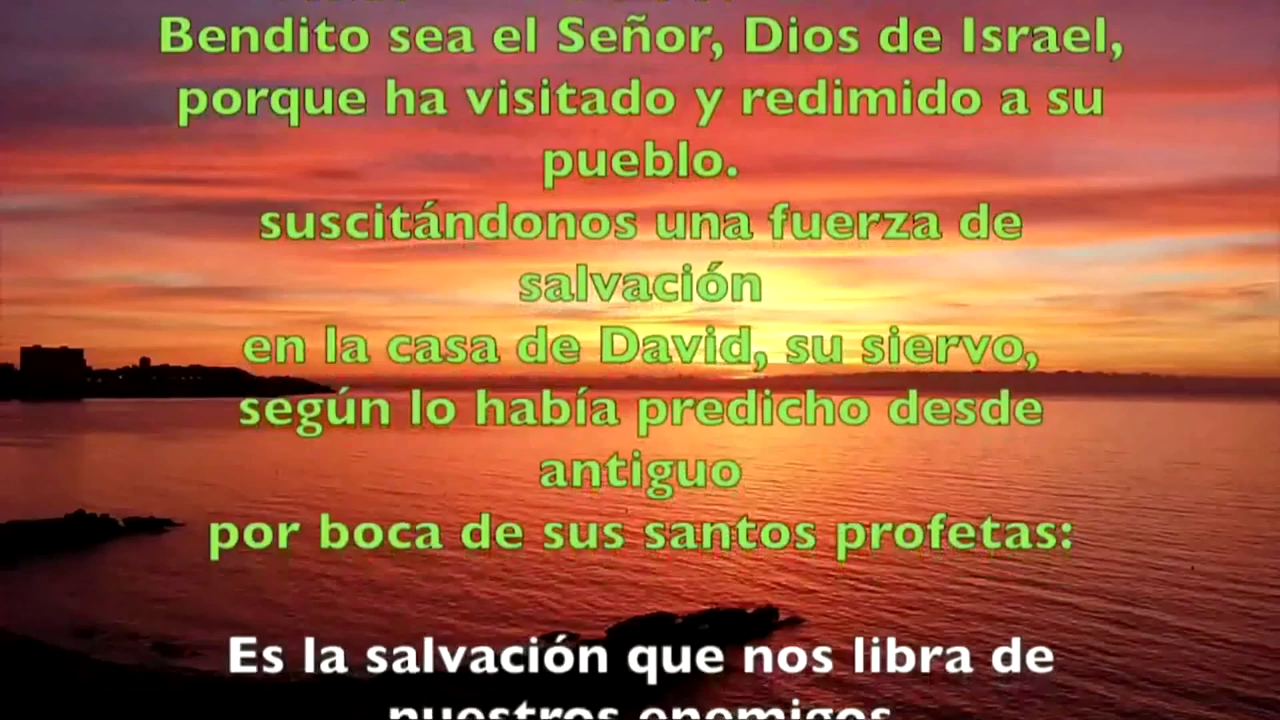 Bendito sea el Señor, Dios de Israel,
porque ha visitado y redimido a su
pueblo.
suscitándonos una fuerza de
salvación
en la casa de David, su siervo,
según lo había predicho desde
antiguo
por boca de sus santos profetas:
Es la salvación que nos libra de
nuestros enemigos